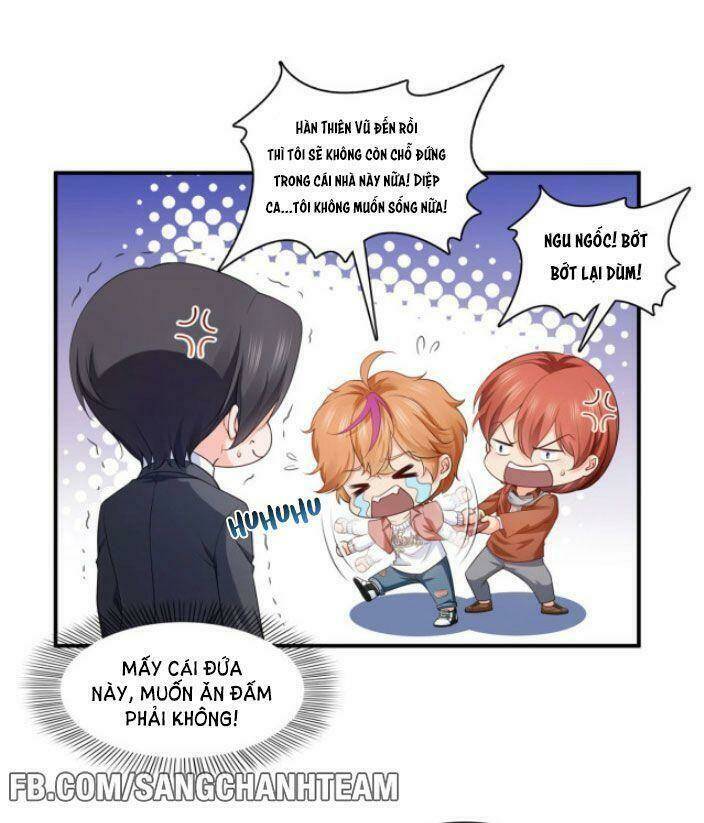 HÀN THIÊN VŨ ĐẾN RỒI
THÌ TÔI SẼ KHÔNG CÒN CHỖ ĐỨNG
TRONG CÁI NHÀ NÀY NỮA! DIỆP
CA...TÔI KHÔNG MUỐN SỐNG NỮA!
NGU NGỐC! BỚT
BỚT LẠI DÙM!
HUHUHU
MẤY CÁI ĐỨA
NÀY, MUỐN ĂN ĐẤM
PHẢI KHÔNG!
FB.COM/SANGCHANHTEAM